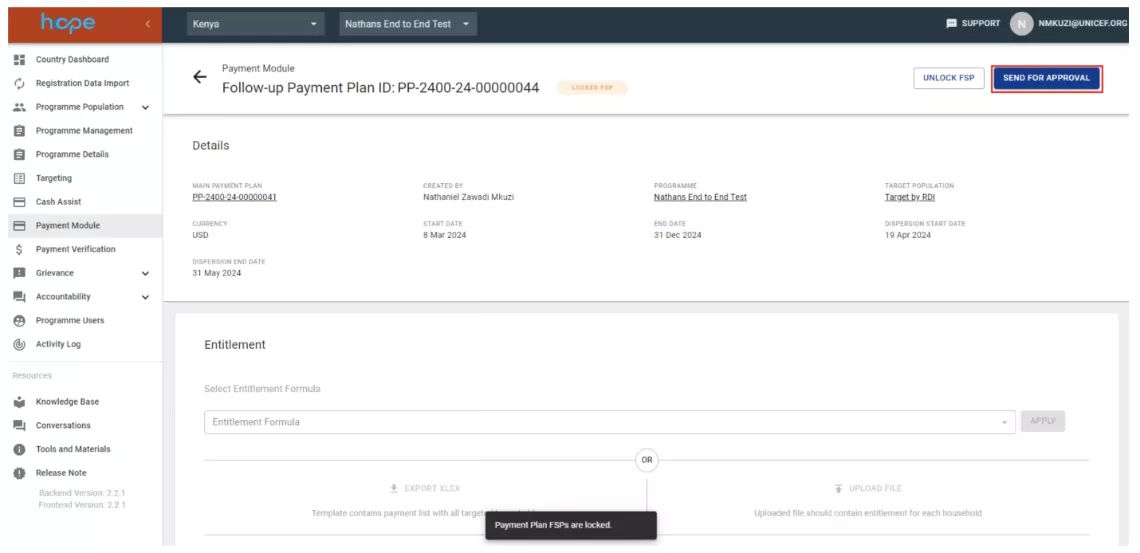 hope
Kenya
Nathans End to End Test
SUPPORT
N
NMKUZI@UNICEF.ORG
Country Dashboard
Registration Data Import
Programme Population
Programme Management
Programme Details
Targeting
Cash Assist
Payment Module
Payment Verification
Grievance
Accountability
Programme Users
Activity Log
Resources
Knowledge Base
Conversations
Tools and Materials
Release Note
Backend Version: 2.2.1
Frontend Version: 2.2.1
Payment Module
Follow-up Payment Plan ID: PP-2400-24-00000044
LOCKED FSP
UNLOCK FSP
SEND FOR APPROVAL
Details
MAIN PAYMENT PLAN
PP-2400-24-00000041
CREATED BY
Nathaniel Zawadi Mkuzi
PROGRAMME
Nathans End to End Test
TARGET POPULATION
Target by RDI
CURRENCY
USD
START DATE
8 Mar 2024
END DATE
31 Dec 2024
DISPERSION START DATE
19 Apr 2024
DISPERSION END DATE
31 May 2024
Entitlement
Select Entitlement Formula
Entitlement Formula
APPLY
OR
EXPORT XLSX
UPLOAD FILE
Template contains payment list with all targeted
Uploaded file should contain entitlement for each household
Payment Plan FSPs are locked.